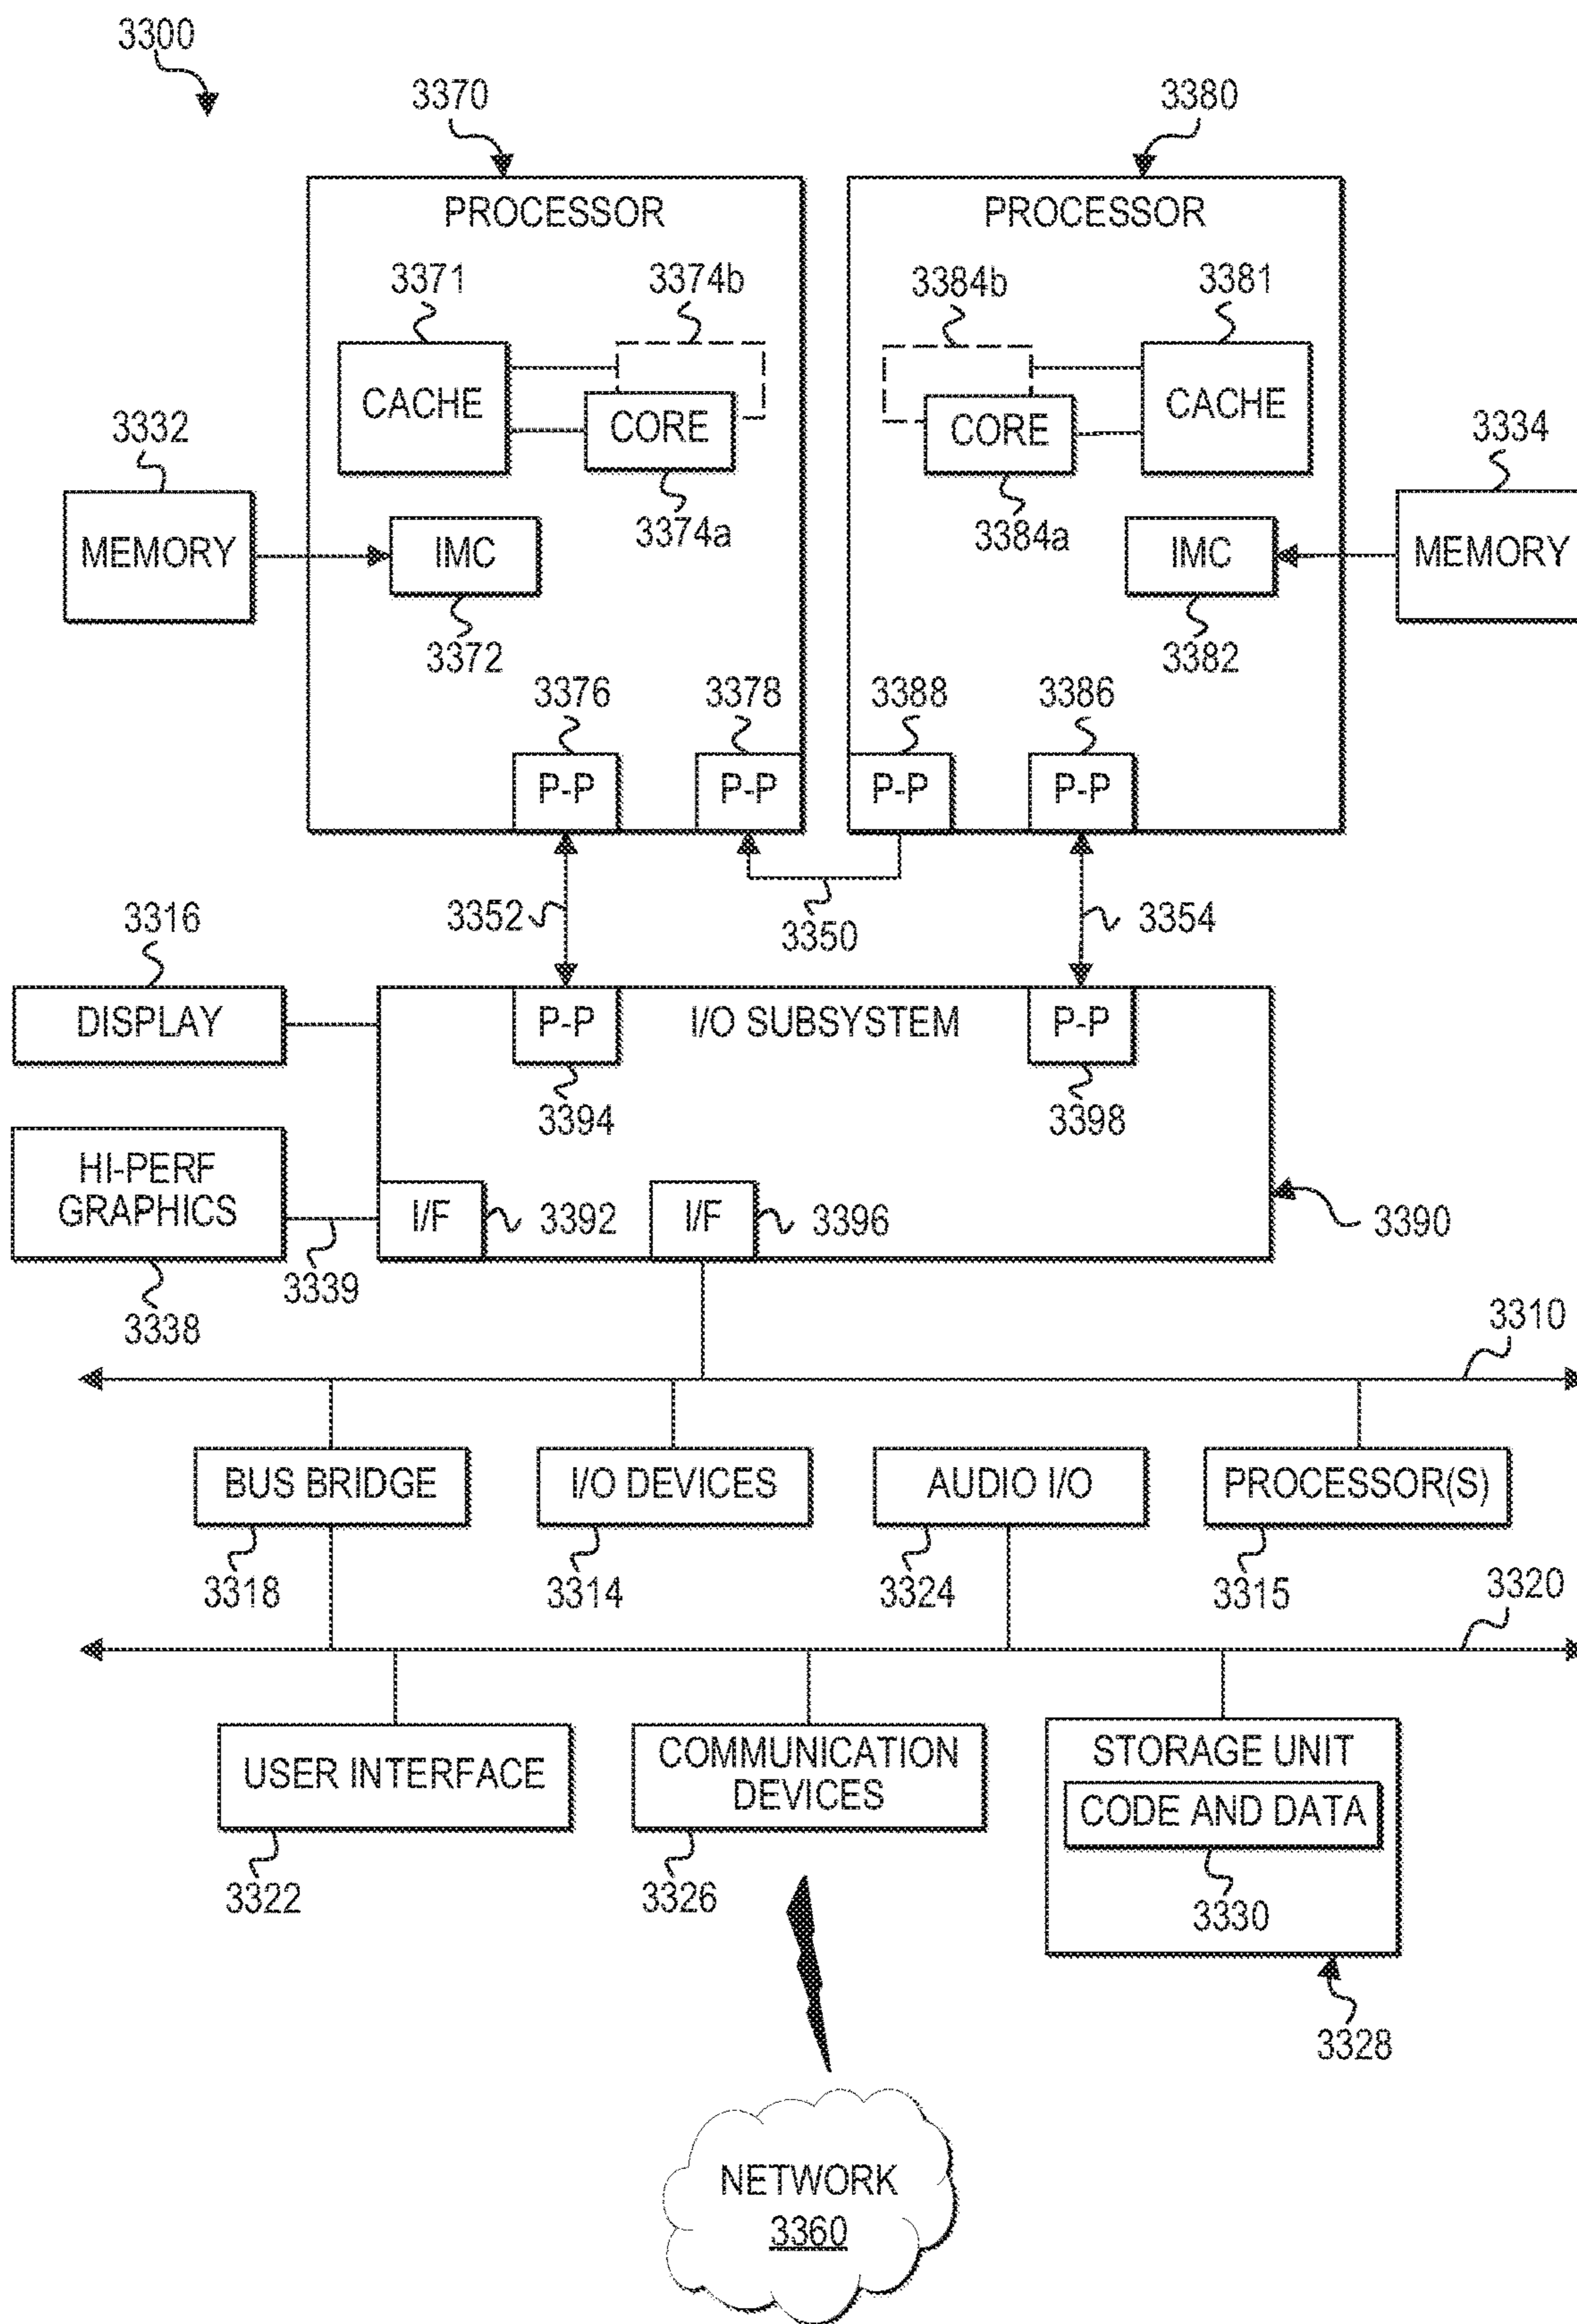 3300
3370
3380
PROCESSOR
PROCESSOR
3371
3374b
3384b
3381
CACHE
CORE
CORE
CACHE
3332
3334
3374a
3384a
MEMORY
IMC
IMC
MEMORY
3372
3382
3376
3378
3388
3386
P-P
P-P
P-P
P-P
3352
3350
3354
3316
DISPLAY
P-P
I/O SUBSYSTEM
P-P
3394
3398
HI-PERF
GRAPHICS
I/F
3392
I/F
3396
3390
3339
3338
3310
BUS BRIDGE
I/O DEVICES
AUDIO I/O
PROCESSOR(S)
3318
3314
3324
3315
3320
USER INTERFACE
COMMUNICATION
DEVICES
STORAGE UNIT
CODE AND DATA
3322
3326
3330
3328
NETWORK
3360